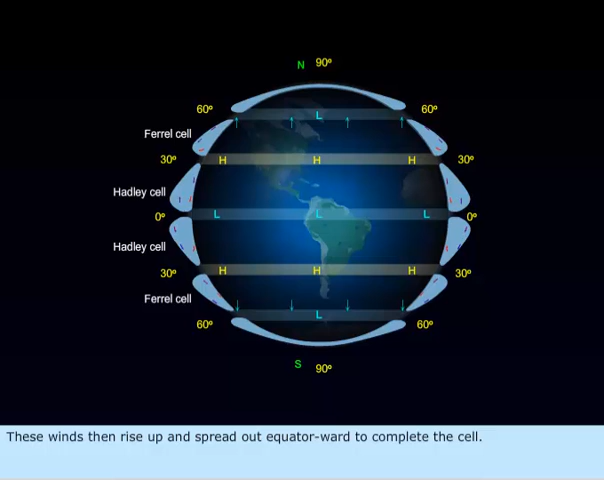 N 90º
60º L 60º
Ferrel cell
30º H H H 30º
Hadley cell
0º L L L 0º
Hadley cell
30º H H H 30º
Ferrel cell
60º L 60º
S 90º
These winds then rise up and spread out equator-ward to complete the cell.